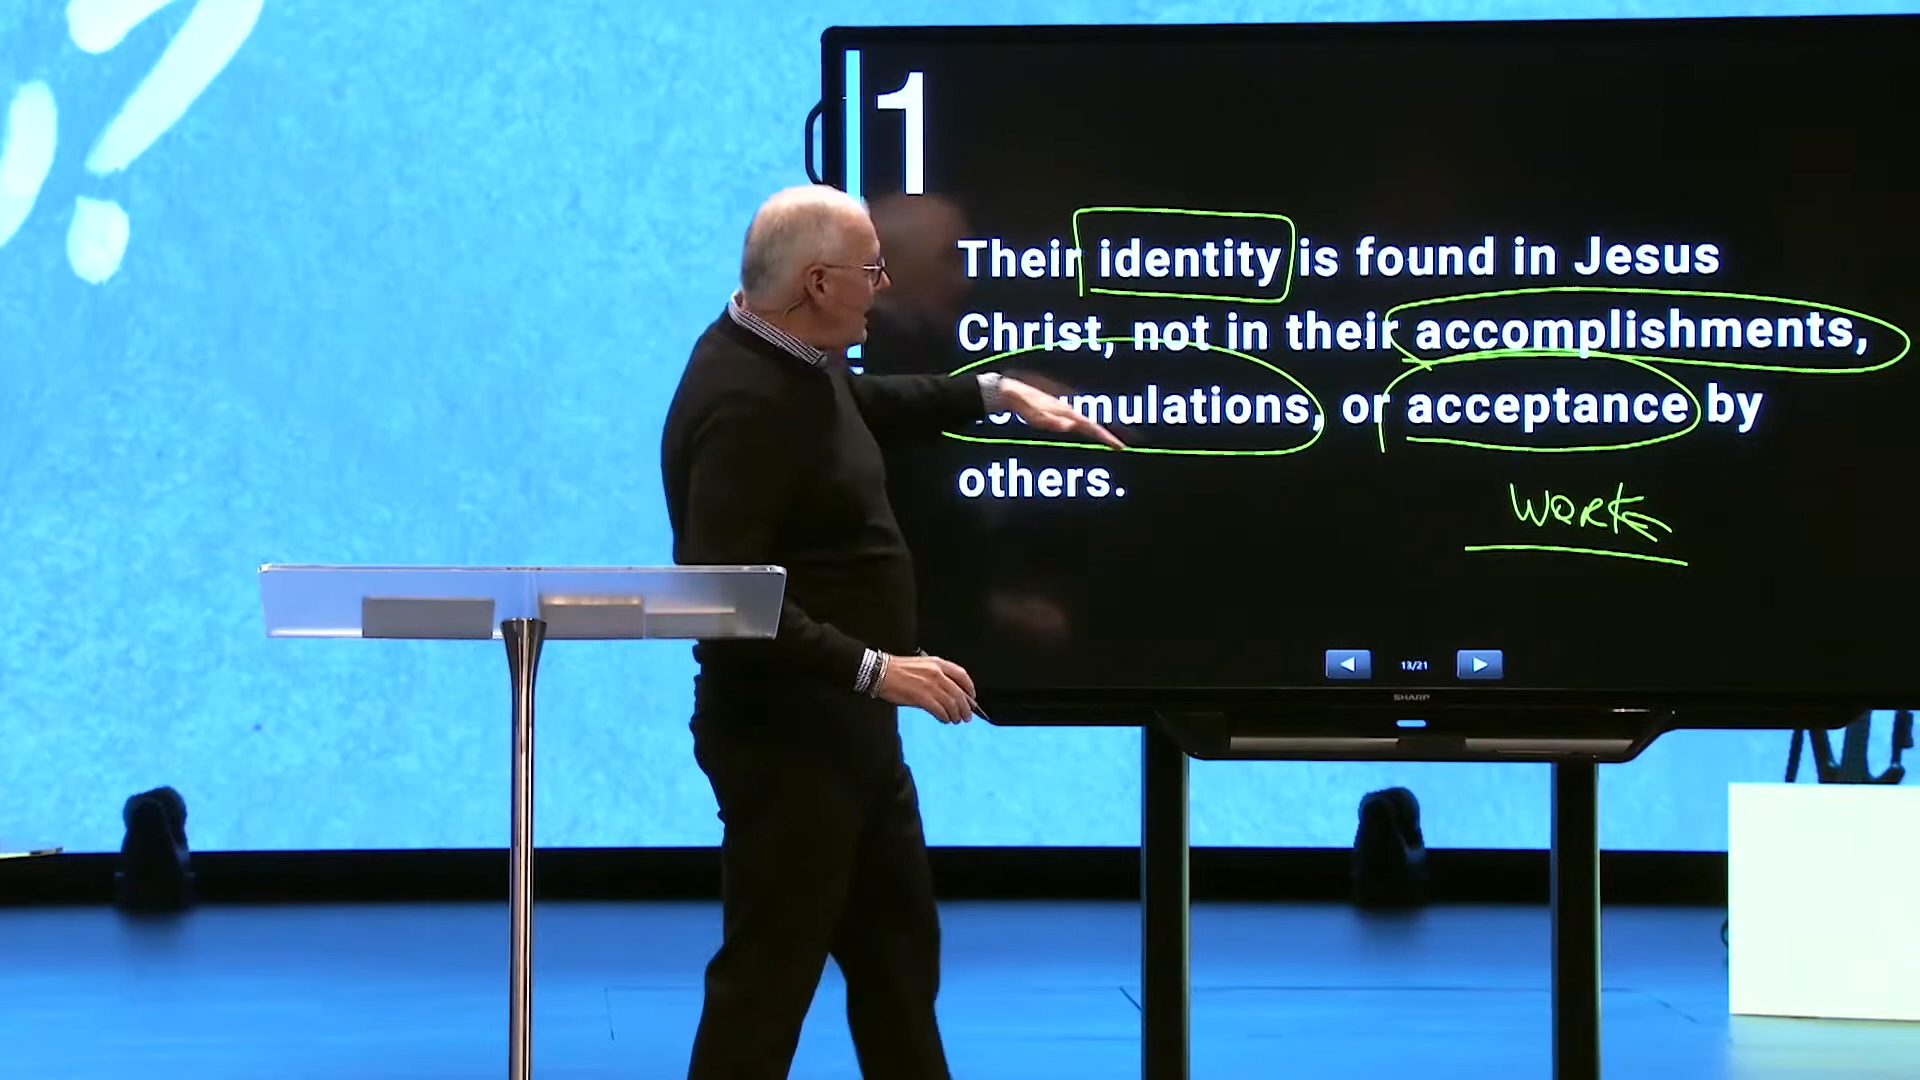 1
Their identity is found in Jesus
Christ, not in their accomplishments,
accumulations, or acceptance by
others.
WORK
13/21
SHARP